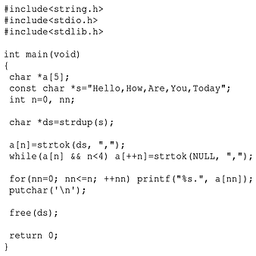 #include<string.h>
#include<stdio.h>
#include<stdlib.h>
int main(void)
{
char *a[5];
const char *s="Hello,How,Are,You,Today";
int n=0, nn;
char *ds=strdup(s);
a[n]=strtok(ds, ",");
while(a[n] && n<4) a[++n]=strtok(NULL, ",");
for(nn=0; nn<=n; ++nn) printf("%s.", a[nn]);
putchar('\n');
free(ds);
return 0;
}